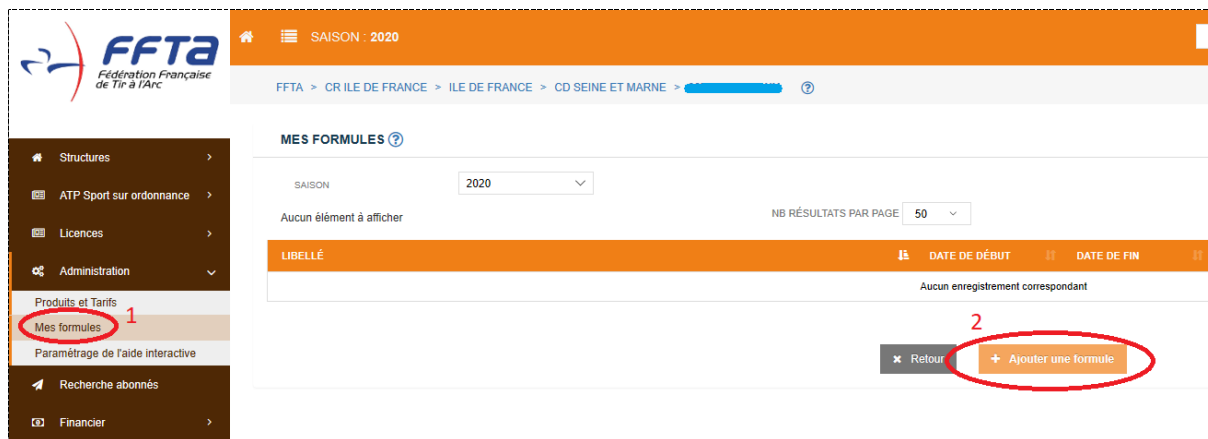 FFTa
Fédération Française
de Tir à l'Arc
SAISON : 2020
FFTA > CR ILE DE FRANCE > ILE DE FRANCE > CD SEINE ET MARNE >
?
MES FORMULES ?
Structures >
ATP Sport sur ordonnance >
Licences >
Administration
Produits et Tarifs
Mes formules
1
Paramétrage de l'aide interactive
Recherche abonnés
Financier >
SAISON 2020
Aucun élément à afficher
NB RÉSULTATS PAR PAGE 50
LIBELLÉ DATE DE DÉBUT DATE DE FIN
Aucun enregistrement correspondant
2
× Retour
+ Ajouter une formule